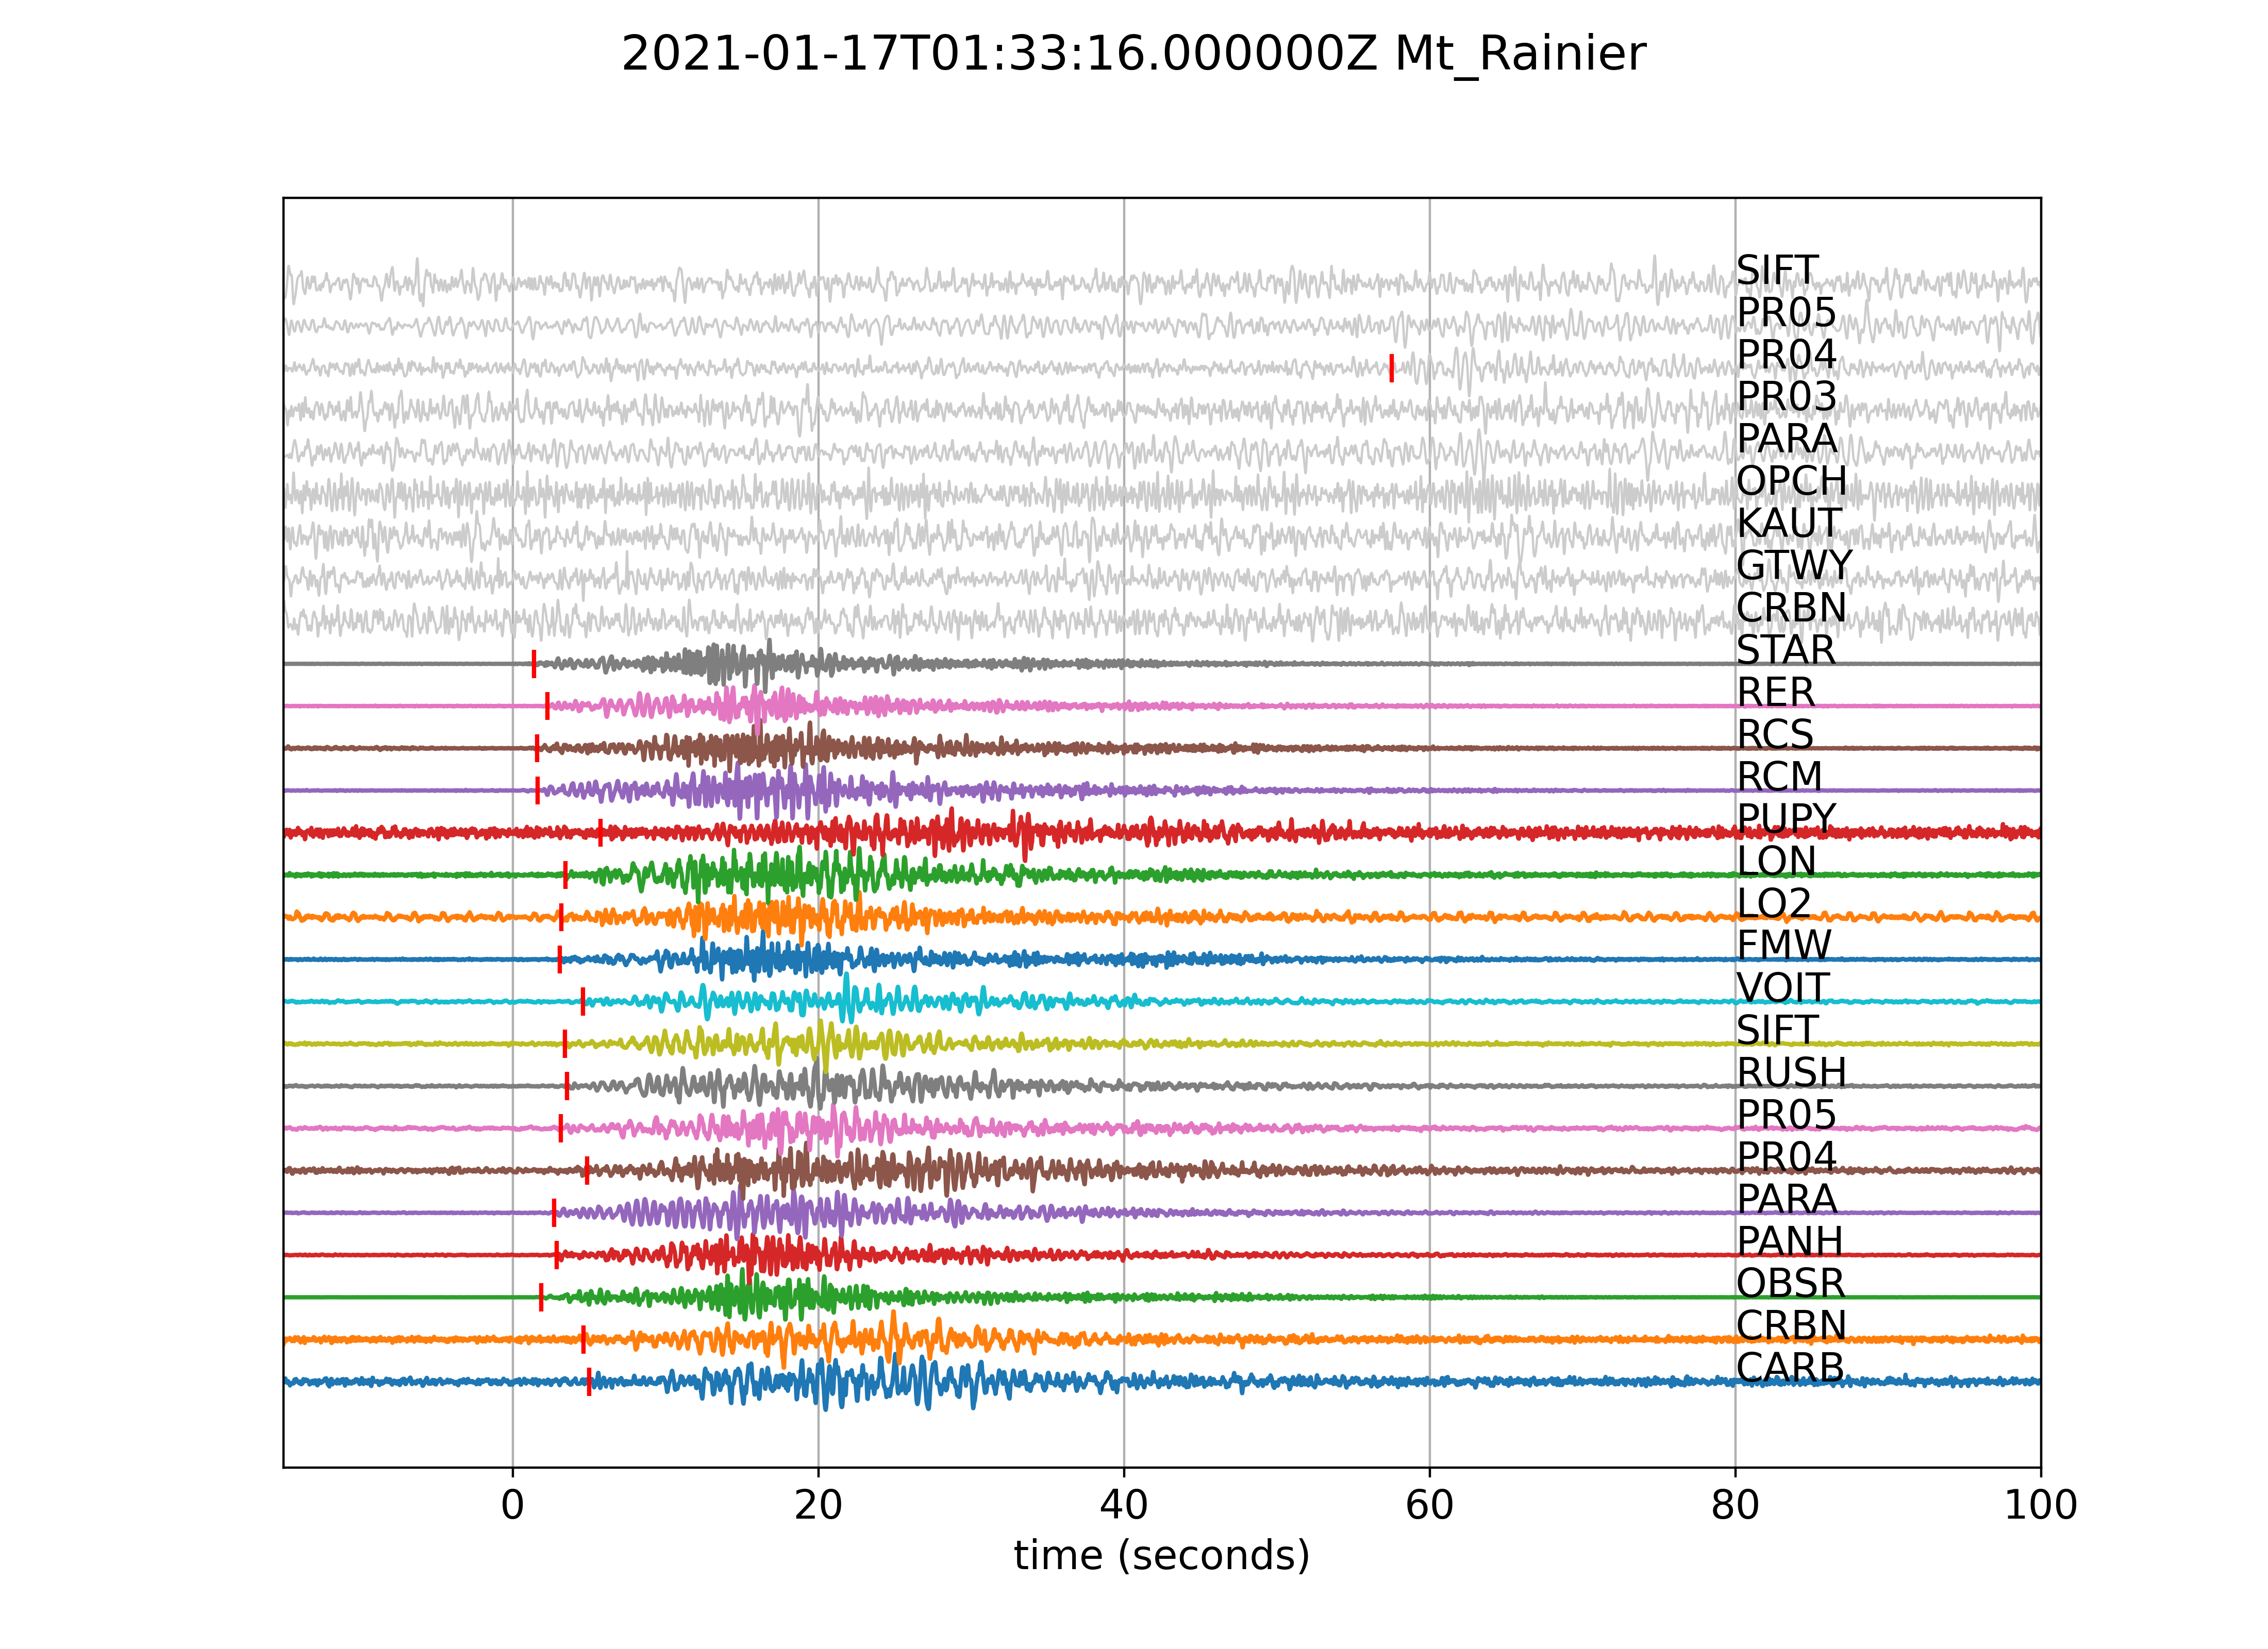 2021-01-17T01:33:16.000000Z Mt_Rainier
SIFT
PR05
PR04
PR03
PARA
OPCH
KAUT
GTWY
CRBN
STAR
RER
RCS
RCM
PUPY
LON
LO2
FMW
VOIT
SIFT
RUSH
PR05
PR04
PARA
PANH
OBSR
CRBN
CARB
0 20 40 60 80 100
time (seconds)